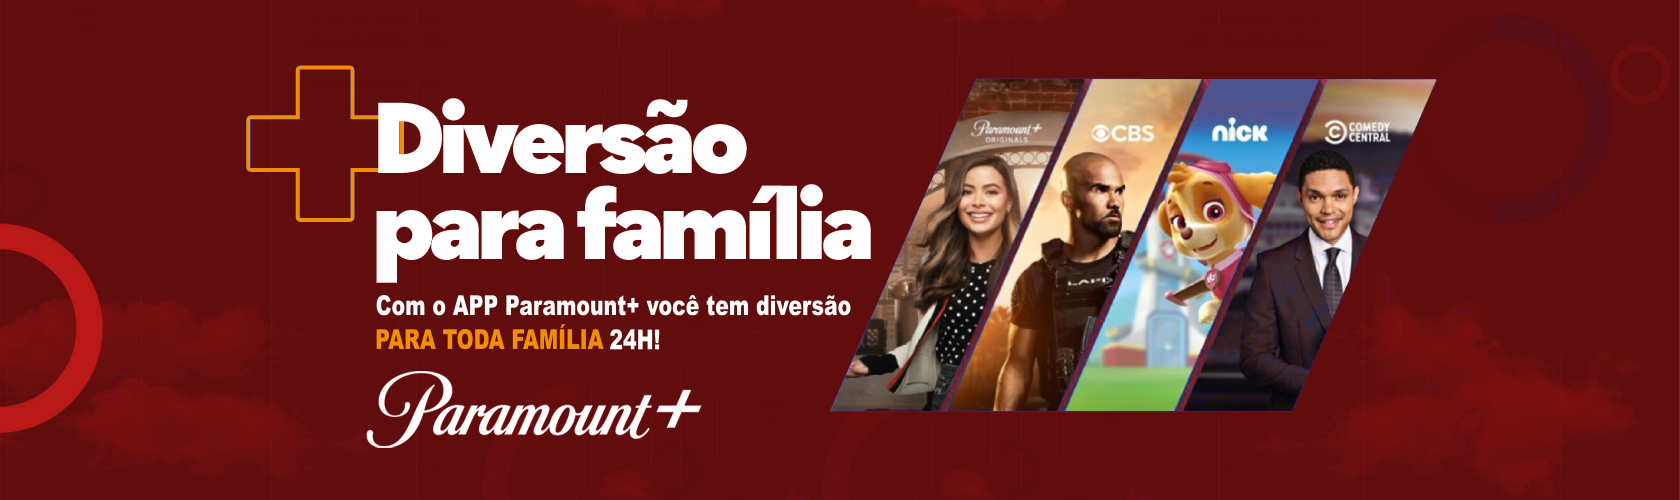 Diversão
para família
Com o APP Paramount+ você tem diversão
PARA TODA FAMÍLIA 24H!
Paramount+
Paramount+
ORIGINALS
CBS
nick
COMEDY
CENTRAL
LAPD